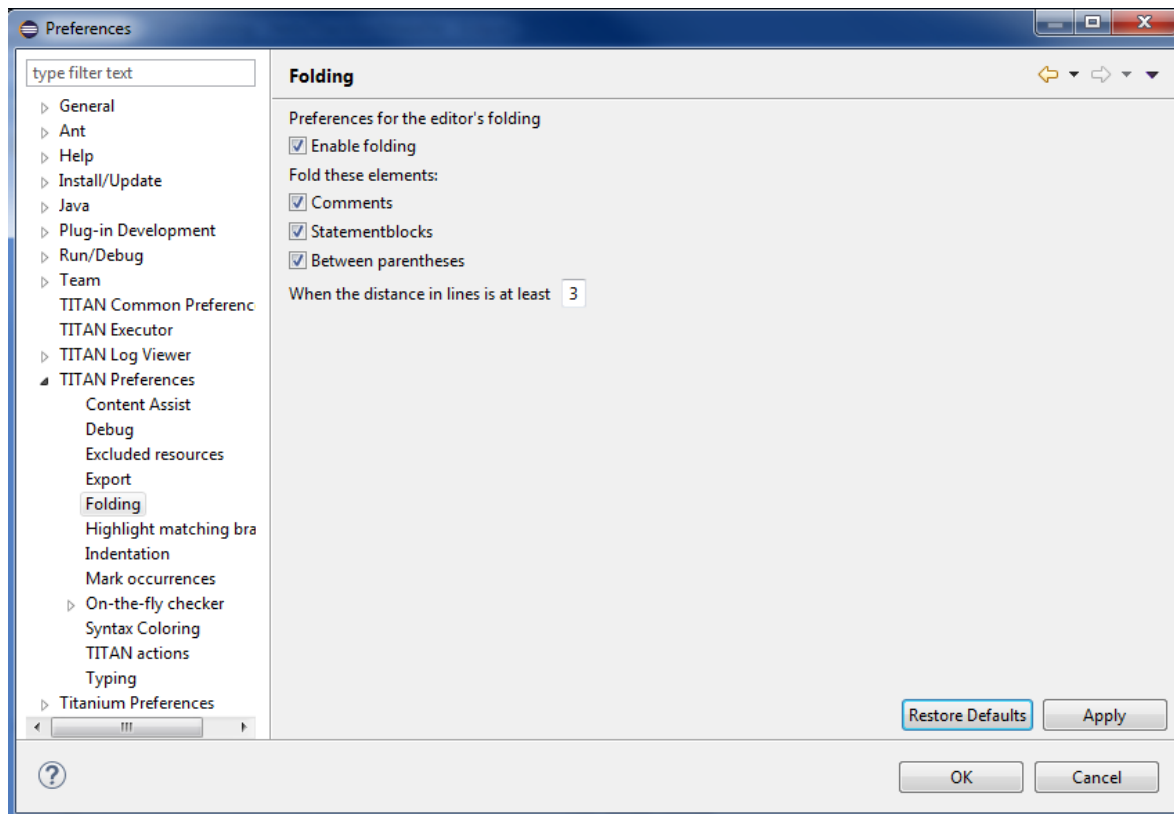 Preferences
type filter text
General
Ant
Help
Install/Update
Java
Plug-in Development
Run/Debug
Team
TITAN Common Preferenc
TITAN Executor
TITAN Log Viewer
TITAN Preferences
Content Assist
Debug
Excluded resources
Export
Folding
Highlight matching bra
Indentation
Mark occurrences
On-the-fly checker
Syntax Coloring
TITAN actions
Typing
Titanium Preferences
Folding
Preferences for the editor's folding
Enable folding
Fold these elements:
Comments
Statementblocks
Between parentheses
When the distance in lines is at least 3
Restore Defaults Apply
? OK Cancel